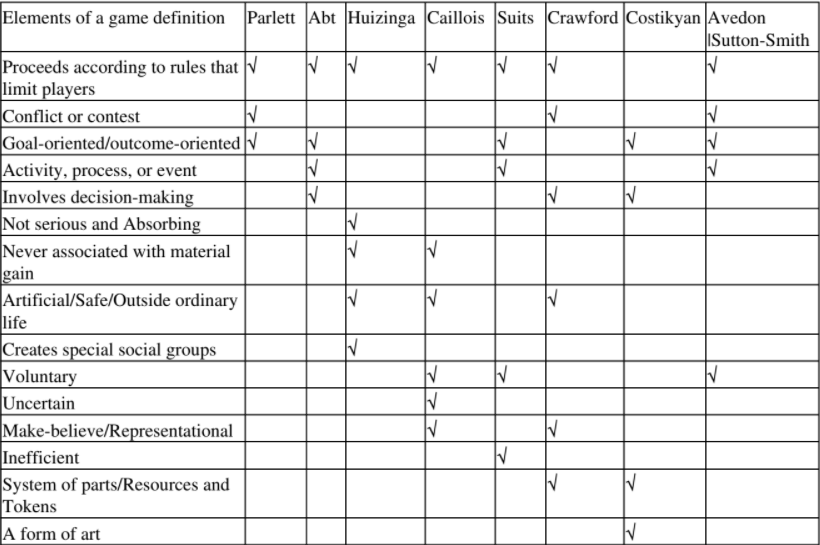 Elements of a game definition Parlett Abt Huizinga Caillois Suits Crawford Costikyan Avedon
|Sutton-Smith
Proceeds according to rules that √ √ √ √ √ √ √
limit players
Conflict or contest √ √ √
Goal-oriented/outcome-oriented √ √ √ √ √
Activity, process, or event √ √ √
Involves decision-making √ √ √
Not serious and Absorbing √
Never associated with material √ √
gain
Artificial/Safe/Outside ordinary √ √ √
life
Creates special social groups √
Voluntary √ √ √
Uncertain √
Make-believe/Representational √ √
Inefficient √
System of parts/Resources and √ √
Tokens
A form of art √